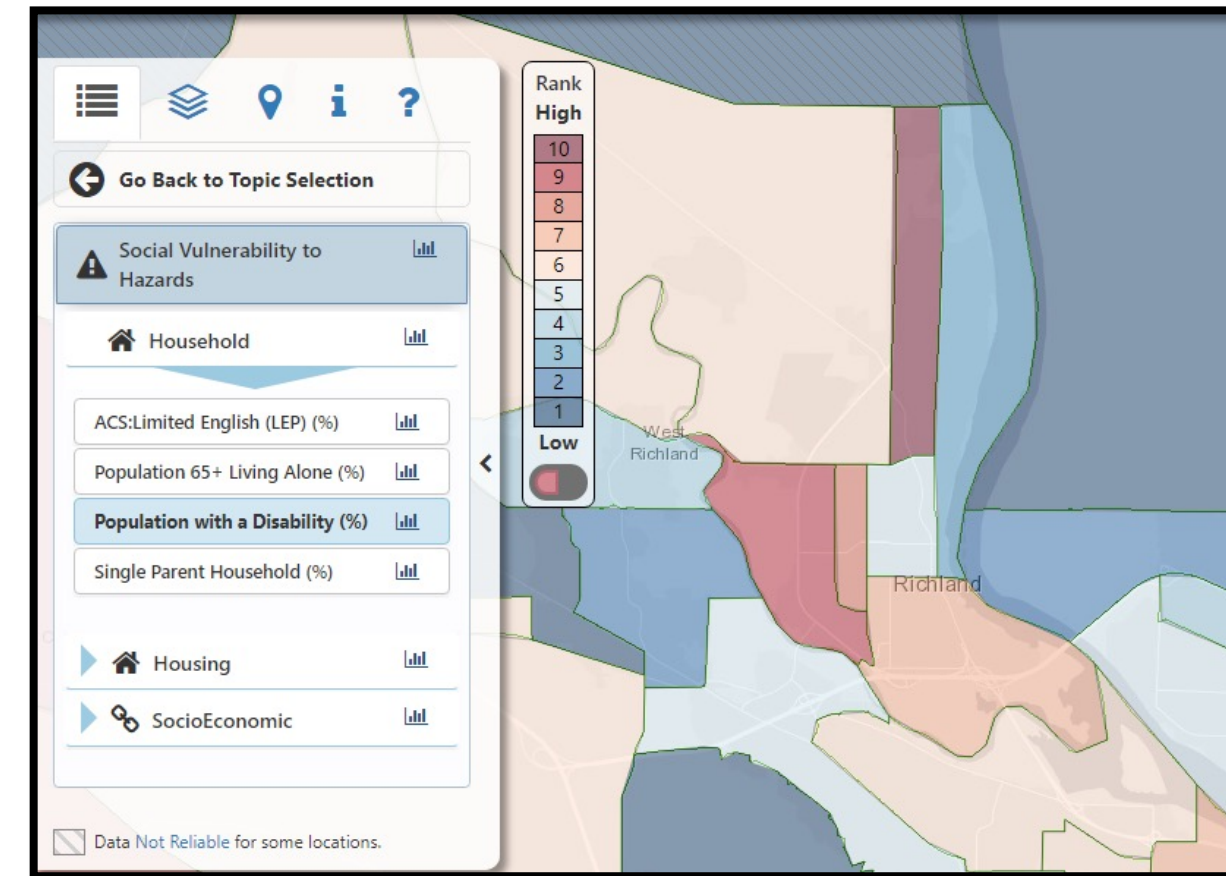 ?
Go Back to Topic Selection
Social Vulnerability to
Hazards
Household
ACS:Limited English (LEP) (%)
Population 65+ Living Alone (%)
Population with a Disability (%)
Single Parent Household (%)
Housing
SocioEconomic
Data Not Reliable for some locations.
Rank
High
10
9
8
7
6
5
4
3
2
1
Low
West
Richland
Richland